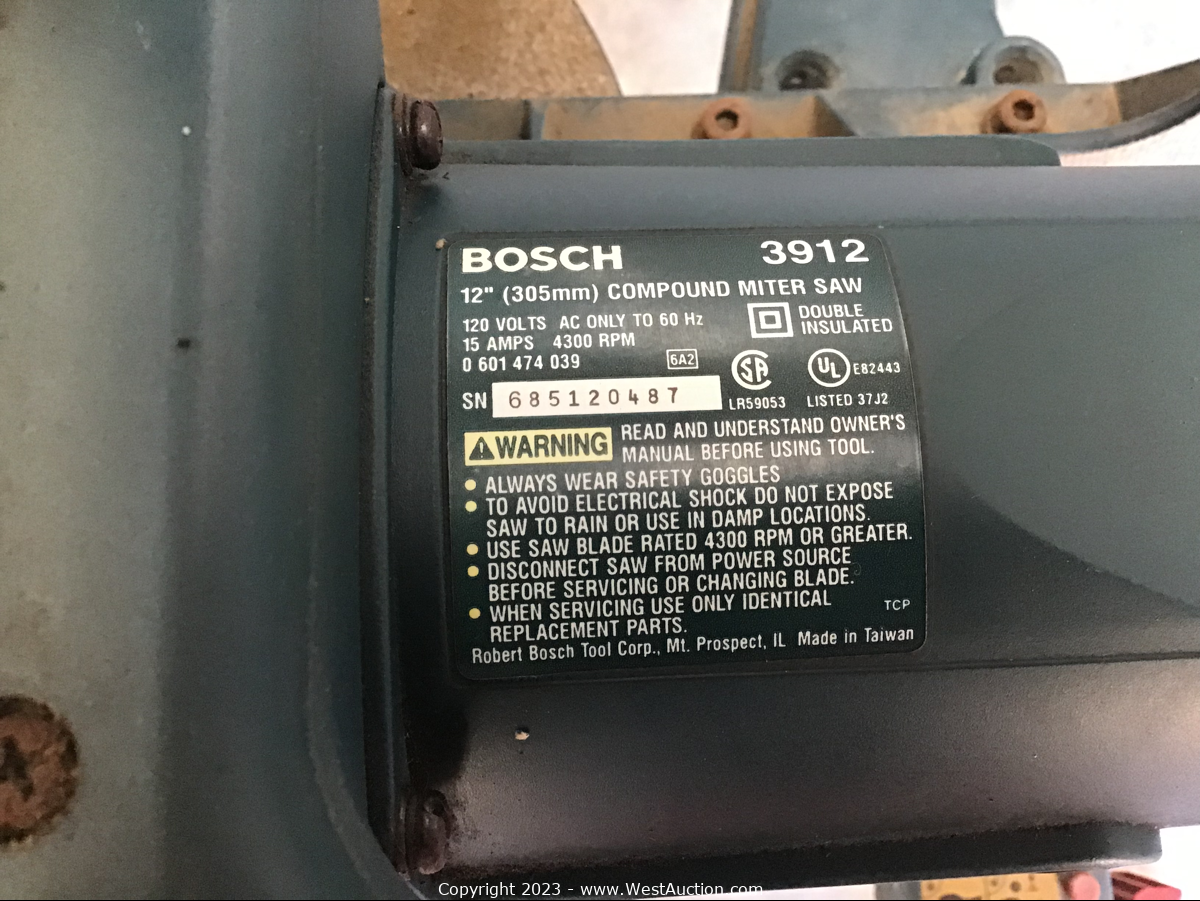 BOSCH 3912
12" (305mm) COMPOUND MITER SAW
120 VOLTS AC ONLY TO 60 Hz
15 AMPS 4300 RPM
DOUBLE
INSULATED
0 601 474 039
6A2
SA
LR59053
UL
E82443
LISTED 37J2
SN 685120487
WARNING
READ AND UNDERSTAND OWNER'S
MANUAL BEFORE USING TOOL.
• ALWAYS WEAR SAFETY GOGGLES
• TO AVOID ELECTRICAL SHOCK DO NOT EXPOSE
SAW TO RAIN OR USE IN DAMP LOCATIONS.
• USE SAW BLADE RATED 4300 RPM OR GREATER.
• DISCONNECT SAW FROM POWER SOURCE
BEFORE SERVICING OR CHANGING BLADE.
• WHEN SERVICING USE ONLY IDENTICAL
REPLACEMENT PARTS.
TCP
Robert Bosch Tool Corp., Mt. Prospect, IL Made in Taiwan
Copyright 2023 - www.WestAuction.com